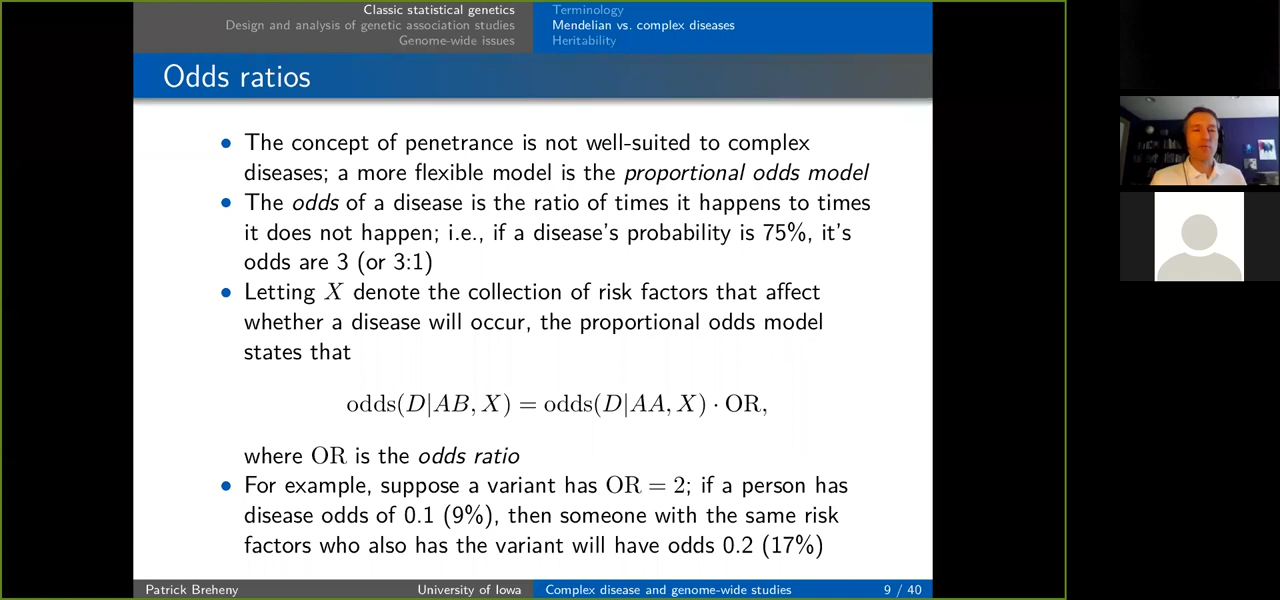 Classic statistical genetics
Design and analysis of genetic association studies
Genome-wide issues
Terminology
Mendelian vs. complex diseases
Heritability
Odds ratios
• The concept of penetrance is not well-suited to complex
diseases; a more flexible model is the proportional odds model
• The odds of a disease is the ratio of times it happens to times
it does not happen; i.e., if a disease's probability is 75%, it's
odds are 3 (or 3:1)
• Letting X denote the collection of risk factors that affect
whether a disease will occur, the proportional odds model
states that
odds(D|AB, X) = odds(D|AA, X) · OR,
where OR is the odds ratio
• For example, suppose a variant has OR = 2; if a person has
disease odds of 0.1 (9%), then someone with the same risk
factors who also has the variant will have odds 0.2 (17%)
Patrick Breheny
University of Iowa
Complex disease and genome-wide studies
9 / 40